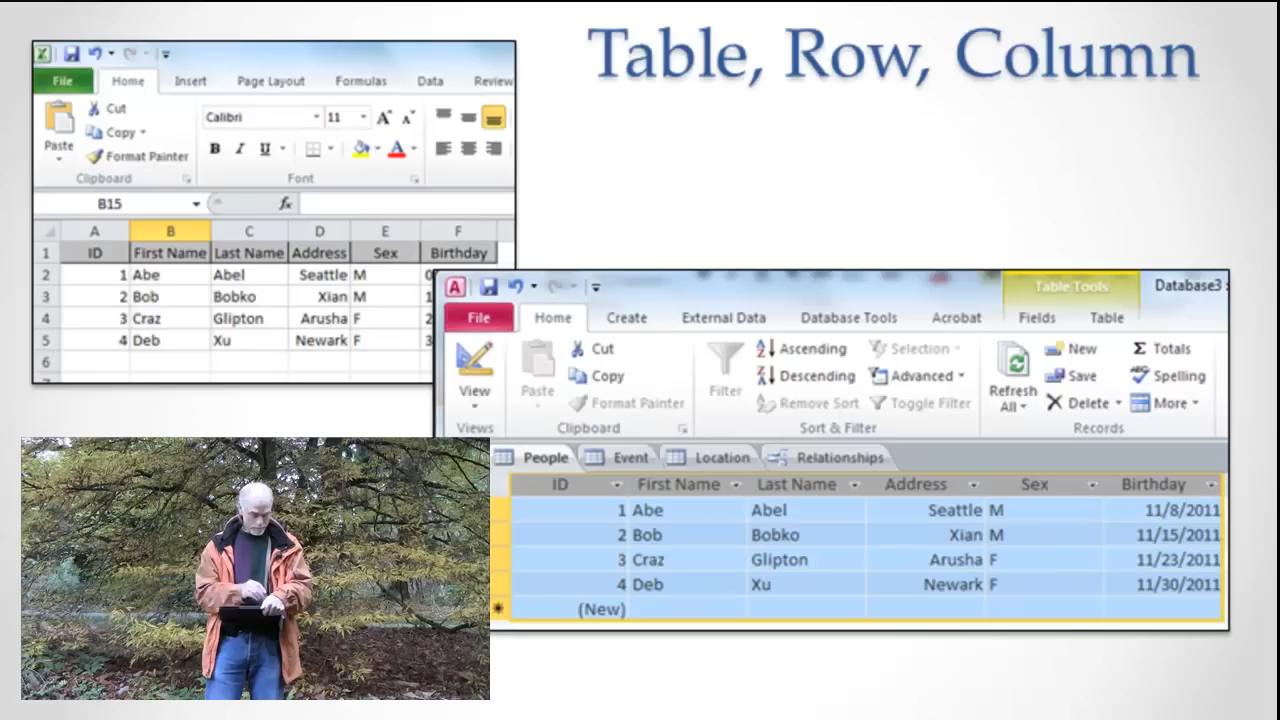 Table, Row, Column
File Home Insert Page Layout Formulas Data Review
Cut
Copy
Format Painter
Paste
Clipboard
Calibri 11 A A
B I U A
Font
B15 fx
A B C D E F
1 ID First Name Last Name Address Sex Birthday
2 1 Abe Abel Seattle M 0
3 2 Bob Bobko Xian M 1
4 3 Craz Glipton Arusha F 2
5 4 Deb Xu Newark F 3
6
A Table Tools Database3 :
File Home Create External Data Database Tools Acrobat Fields Table
View
Views
Paste
Cut
Copy
Format Painter
Clipboard
Filter
Ascending Selection
Descending Advanced
Remove Sort Toggle Filter
Sort & Filter
Refresh
All
New Σ Totals
Save Spelling
Delete More
Records
People Event Location Relationships
ID First Name Last Name Address Sex Birthday
1 Abe Abel Seattle M 11/8/2011
2 Bob Bobko Xian M 11/15/2011
3 Craz Glipton Arusha F 11/23/2011
4 Deb Xu Newark F 11/30/2011
(New)